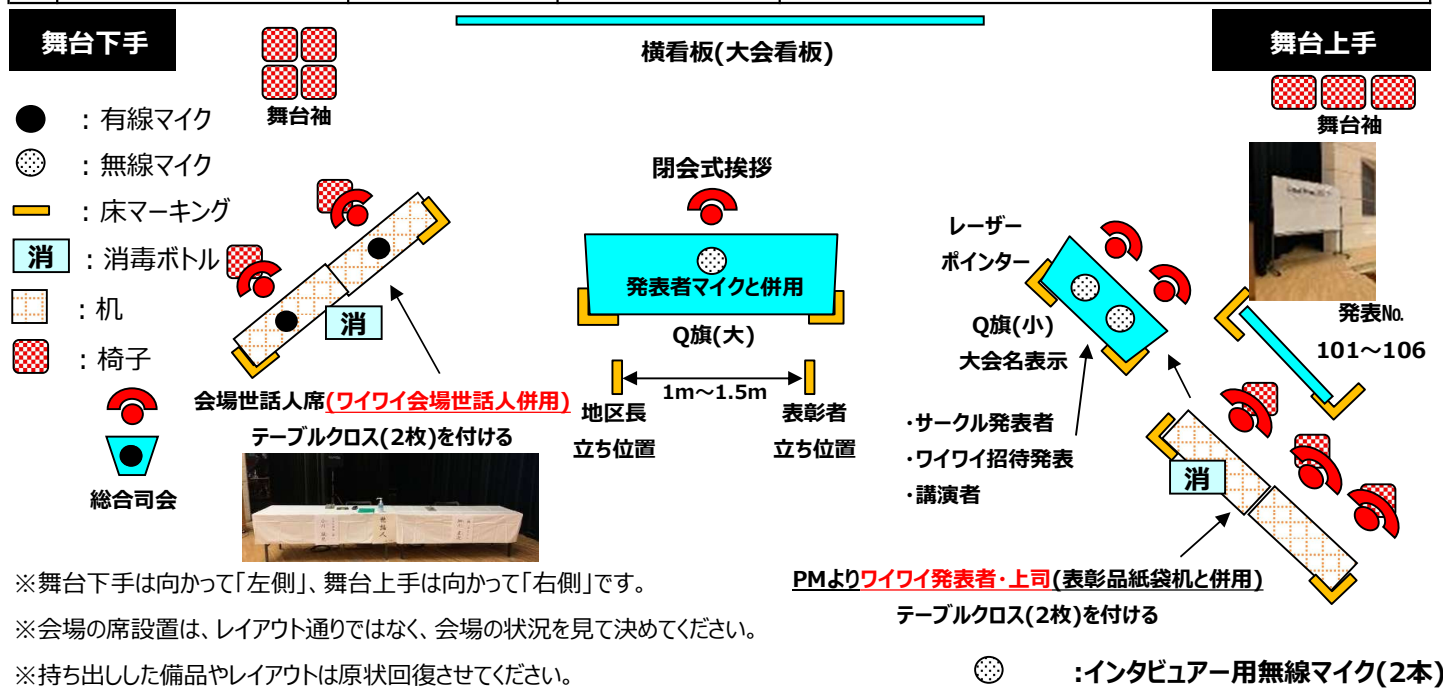 舞台下手
横看板(大会看板)
舞台上手
舞台袖
舞台袖
：有線マイク
：無線マイク
：床マーキング
消 ：消毒ボトル
：机
：椅子
総合司会
消
会場世話人席(ワイワイ会場世話人併用)
テーブルクロス(2枚)を付ける
閉会式挨拶
発表者マイクと併用
Q旗(大)
1m～1.5m
地区長
立ち位置
表彰者
立ち位置
レーザー
ポインター
Q旗(小)
大会名表示
・サークル発表者
・ワイワイ招待発表
・講演者
発表№
101～106
消
PMよりワイワイ発表者・上司(表彰品紙袋机と併用)
テーブルクロス(2枚)を付ける
※舞台下手は向かって「左側」、舞台上手は向かって「右側」です。
※会場の席設置は、レイアウト通りではなく、会場の状況を見て決めてください。
※持ち出しした備品やレイアウトは原状回復させてください。
:インタビュアー用無線マイク(2本)